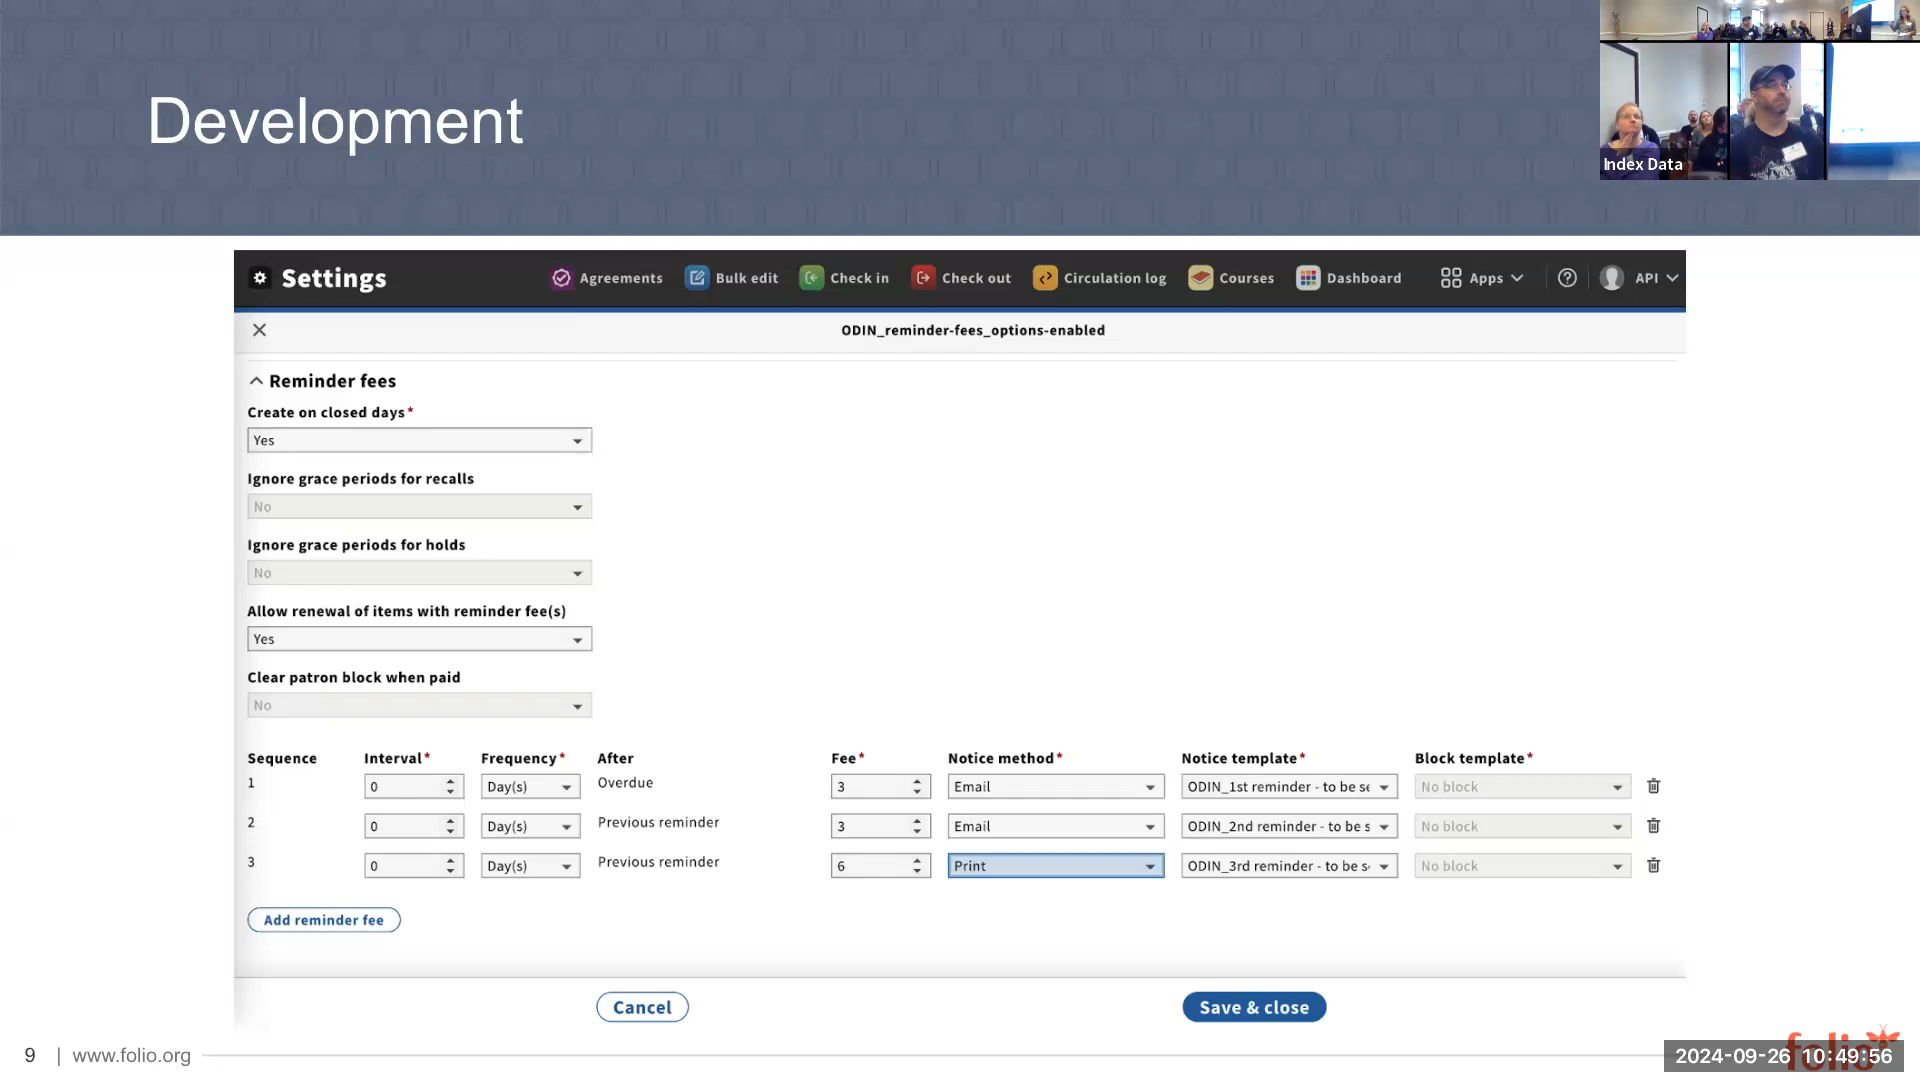 Development
Index Data
Settings
Agreements
Bulk edit
Check in
Check out
Circulation log
Courses
Dashboard
Apps
API
ODIN_reminder-fees_options-enabled
Reminder fees
Create on closed days*
Yes
Ignore grace periods for recalls
No
Ignore grace periods for holds
No
Allow renewal of items with reminder fee(s)
Yes
Clear patron block when paid
No
Sequence Interval* Frequency* After Fee* Notice method* Notice template* Block template*
1 0 Day(s) Overdue 3 Email ODIN_1st reminder - to be se No block
2 0 Day(s) Previous reminder 3 Email ODIN_2nd reminder - to be s No block
3 0 Day(s) Previous reminder 6 Print ODIN_3rd reminder - to be s No block
Add reminder fee
Cancel
Save & close
9 | www.folio.org
folio
2024-09-26 10:49:56